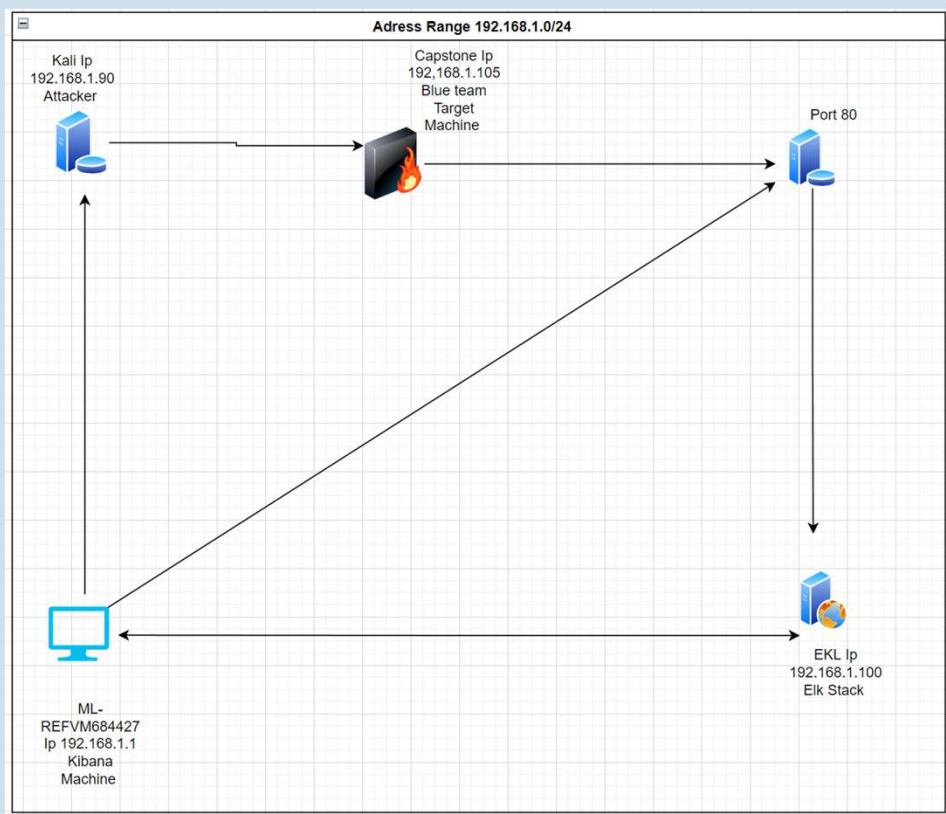 Adress Range 192.168.1.0/24
Kali Ip
192.168.1.90
Attacker
Capstone Ip
192,168.1.105
Blue team
Target
Machine
Port 80
EKL Ip
192.168.1.100
Elk Stack
ML-
REFVM684427
Ip 192.168.1.1
Kibana
Machine